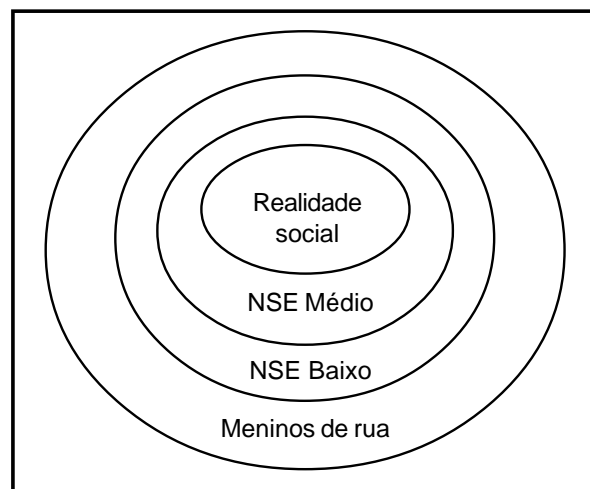 Realidade
social
NSE Médio
NSE Baixo
Meninos de rua